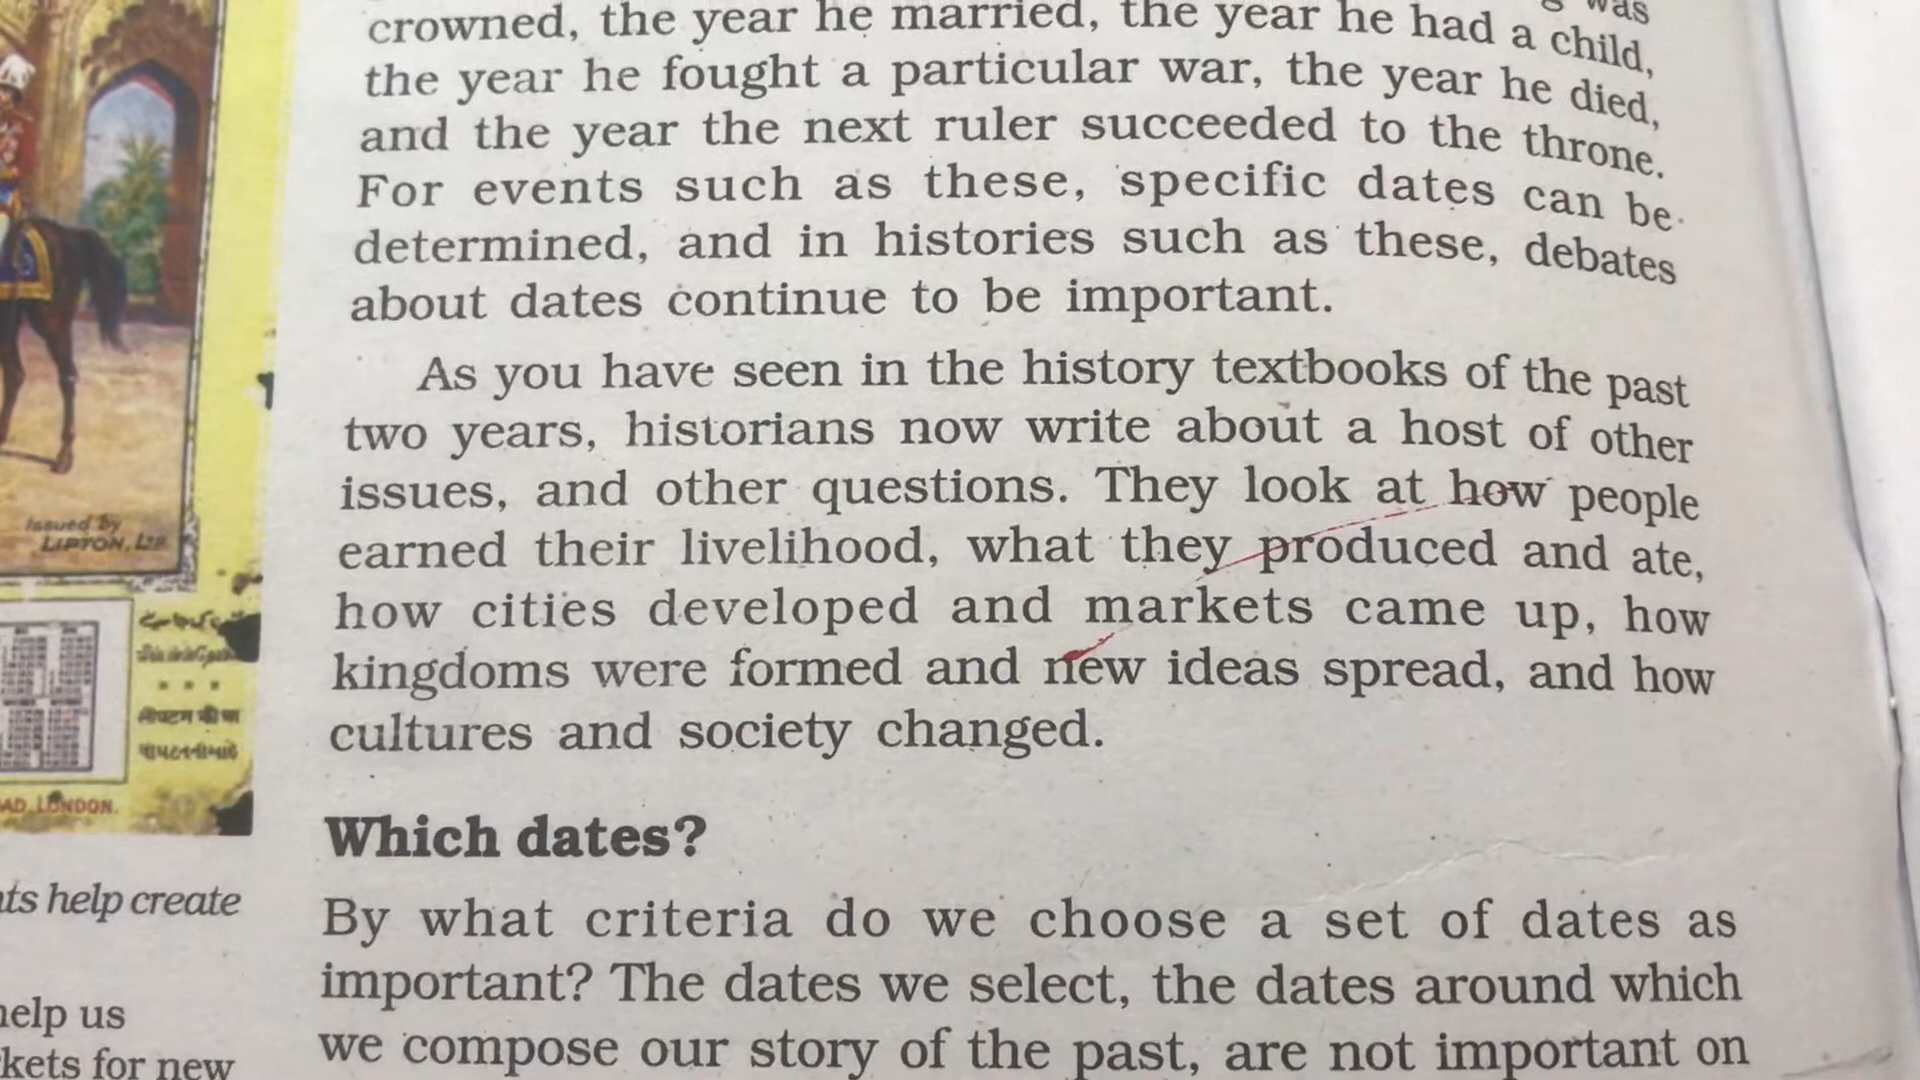 was
crowned, the year he married, the year he had a child,
the year he fought a particular war, the year he died,
and the year the next ruler succeeded to the throne.
For events such as these, specific dates can be
determined, and in histories such as these, debates
about dates continue to be important.
As you have seen in the history textbooks of the past
two years, historians now write about a host of other
issues, and other questions. They look at how people
earned their livelihood, what they produced and ate,
how cities developed and markets came up, how
kingdoms were formed and new ideas spread, and how
cultures and society changed.
Which dates?
By what criteria do we choose a set of dates as
important? The dates we select, the dates around which
we compose our story of the past, are not important on
Issued by
LIPTON, LTD.
LONDON.
help create
help us
for new